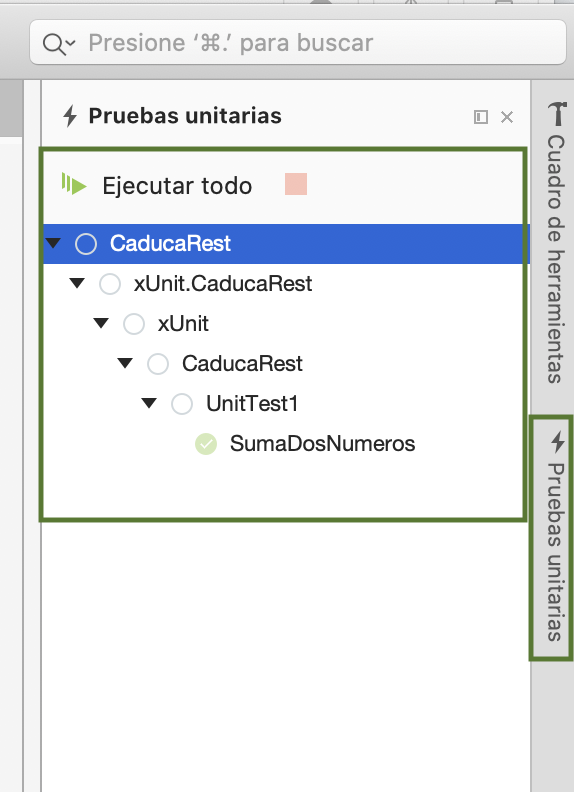 Presione ‘⌘.’ para buscar
Pruebas unitarias
Ejecutar todo
CaducaRest
xUnit.CaducaRest
xUnit
CaducaRest
UnitTest1
SumaDosNumeros
Cuadro de herramientas
Pruebas unitarias